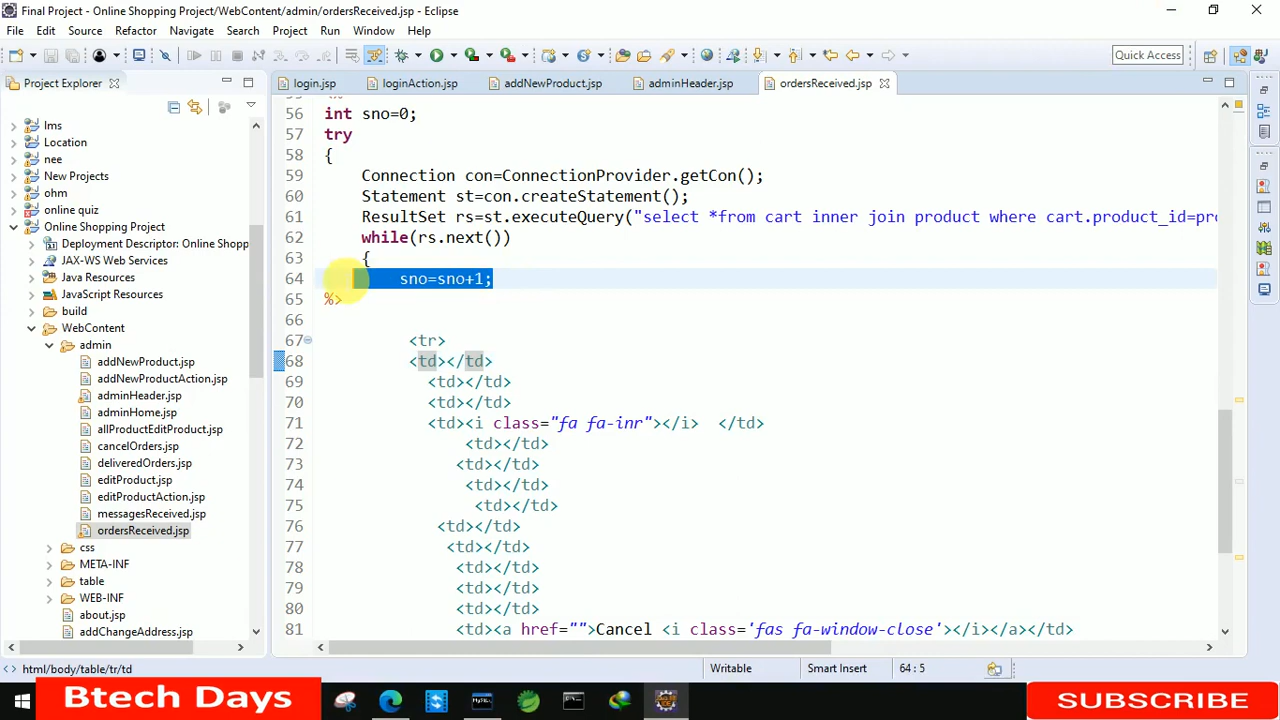 Final Project - Online Shopping Project/WebContent/admin/ordersReceived.jsp - Eclipse
File Edit Source Refactor Navigate Search Project Run Window Help
Quick Access
Project Explorer
login.jsp loginAction.jsp addNewProduct.jsp adminHeader.jsp ordersReceived.jsp
lms
Location
nee
New Projects
ohm
online quiz
Online Shopping Project
Deployment Descriptor: Online Shopp
JAX-WS Web Services
Java Resources
JavaScript Resources
build
WebContent
admin
addNewProduct.jsp
addNewProductAction.jsp
adminHeader.jsp
adminHome.jsp
allProductEditProduct.jsp
cancelOrders.jsp
deliveredOrders.jsp
editProduct.jsp
editProductAction.jsp
messagesReceived.jsp
ordersReceived.jsp
css
META-INF
table
WEB-INF
about.jsp
addChangeAddress.jsp
56 int sno=0;
57 try
58 {
59 Connection con=ConnectionProvider.getCon();
60 Statement st=con.createStatement();
61 ResultSet rs=st.executeQuery("select *from cart inner join product where cart.product_id=pro
62 while(rs.next())
63 {
64 sno=sno+1;
65 %>
66
67 <tr>
68 <td></td>
69 <td></td>
70 <td></td>
71 <td><i class="fa fa-inr"></i> </td>
72 <td></td>
73 <td></td>
74 <td></td>
75 <td></td>
76 <td></td>
77 <td></td>
78 <td></td>
79 <td></td>
80 <td></td>
81 <td><a href="">Cancel <i class='fas fa-window-close'></i></a></td>
html/body/table/tr/td Writable Smart Insert 64 : 5
Btech Days
SUBSCRIBE